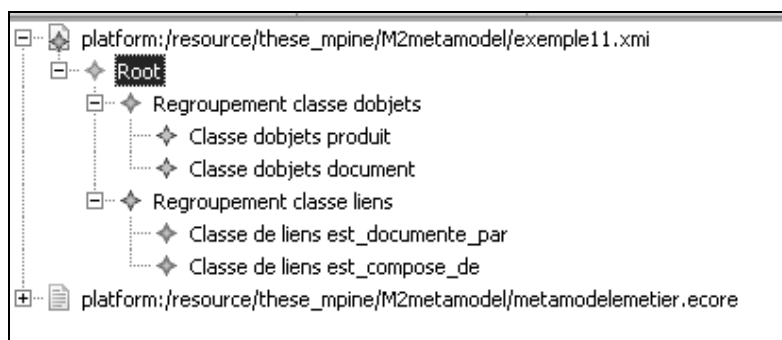 platform:/resource/these_mpine/M2metamodel/exemple11.xmi
Root
Regroupement classe dobjets
Classe dobjets produit
Classe dobjets document
Regroupement classe liens
Classe de liens est_documente_par
Classe de liens est_compose_de
platform:/resource/these_mpine/M2metamodel/metamodelemetier.ecore